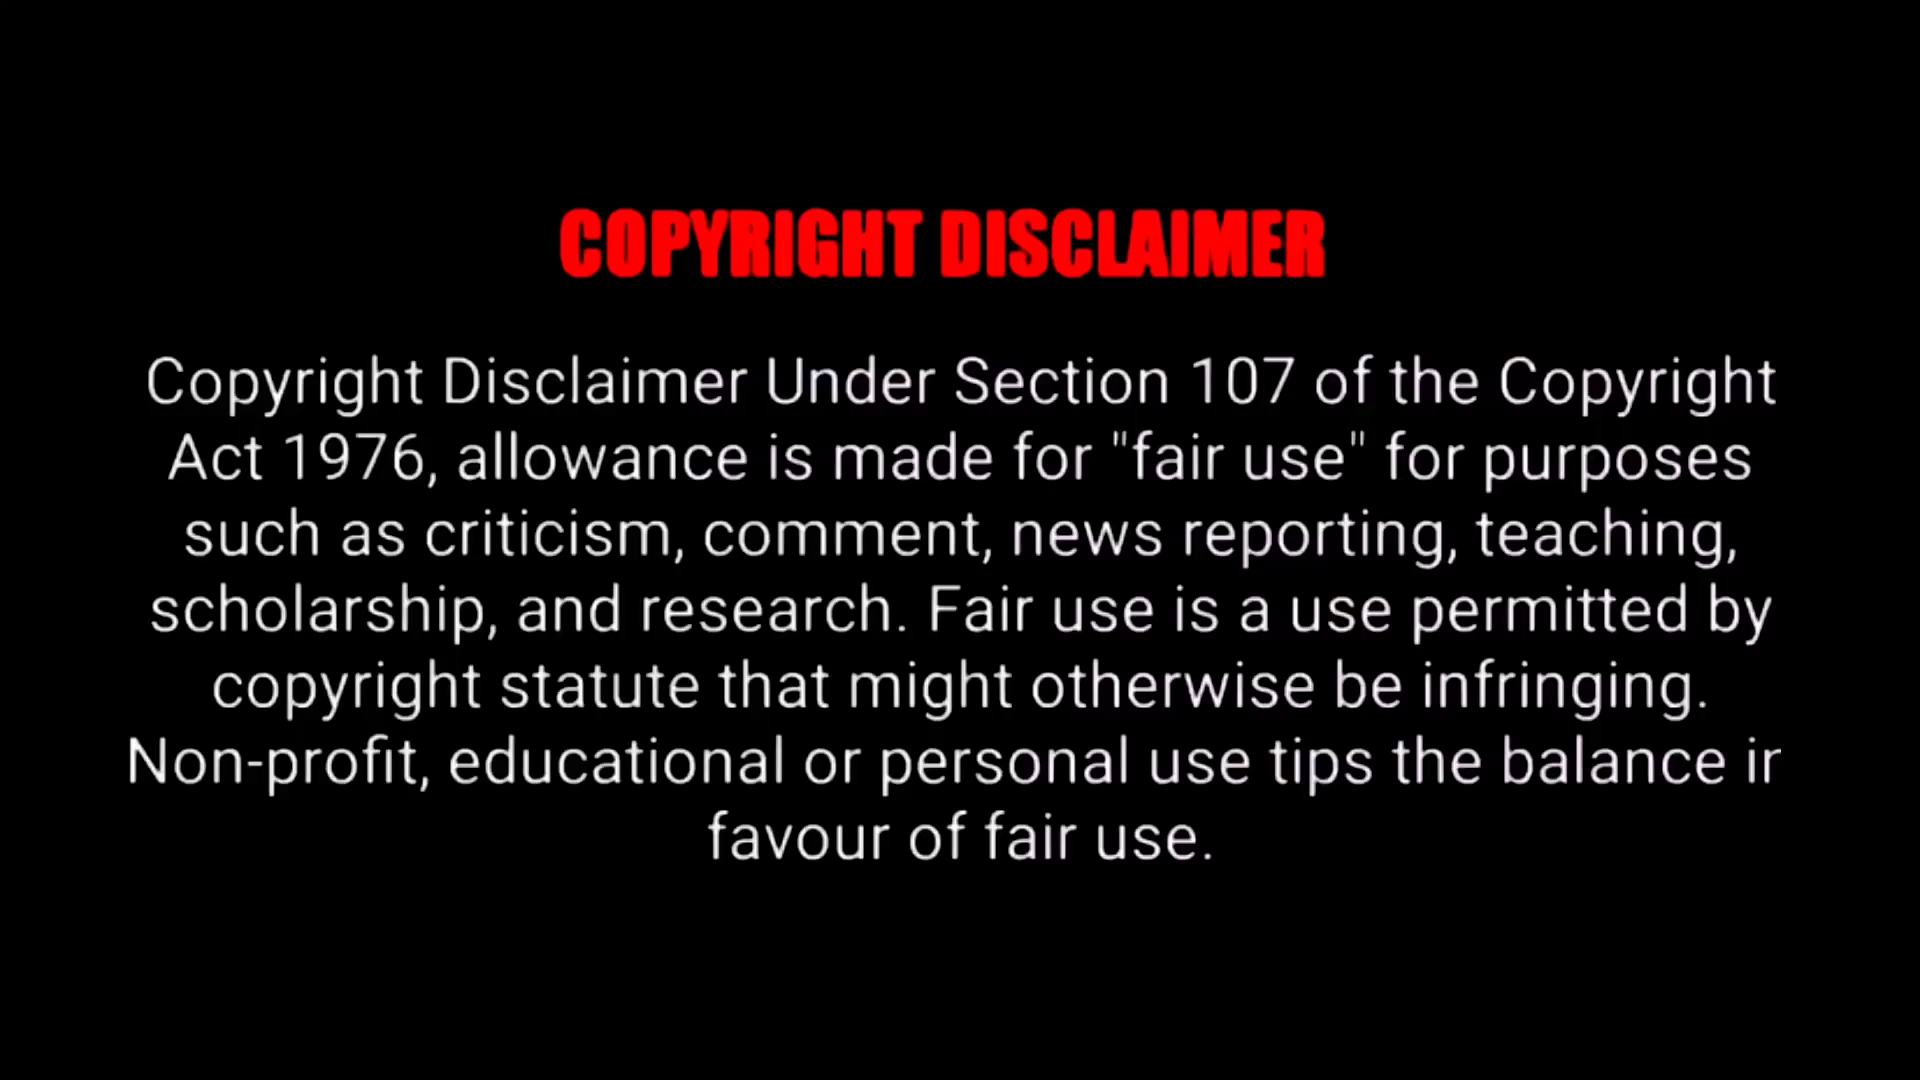 COPYRIGHT DISCLAIMER
Copyright Disclaimer Under Section 107 of the Copyright
Act 1976, allowance is made for "fair use" for purposes
such as criticism, comment, news reporting, teaching,
scholarship, and research. Fair use is a use permitted by
copyright statute that might otherwise be infringing.
Non-profit, educational or personal use tips the balance
favour of fair use.